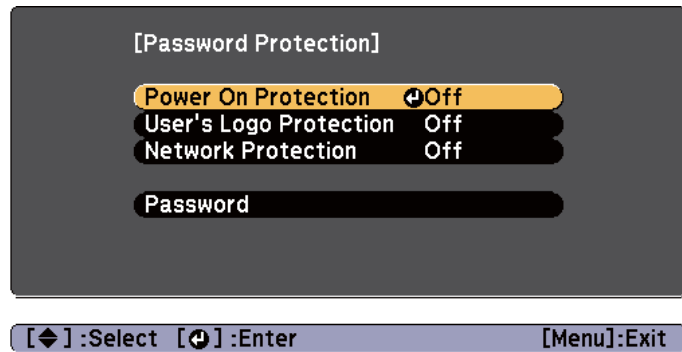 [Password Protection]
Power On Protection Off
User's Logo Protection Off
Network Protection Off
Password
[◆]:Select [⏎]:Enter [Menu]:Exit